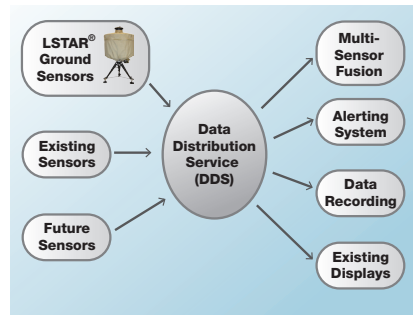 LSTAR®
Ground
Sensors
Existing
Sensors
Future
Sensors
Data
Distribution
Service
(DDS)
Multi-
Sensor
Fusion
Alerting
System
Data
Recording
Existing
Displays